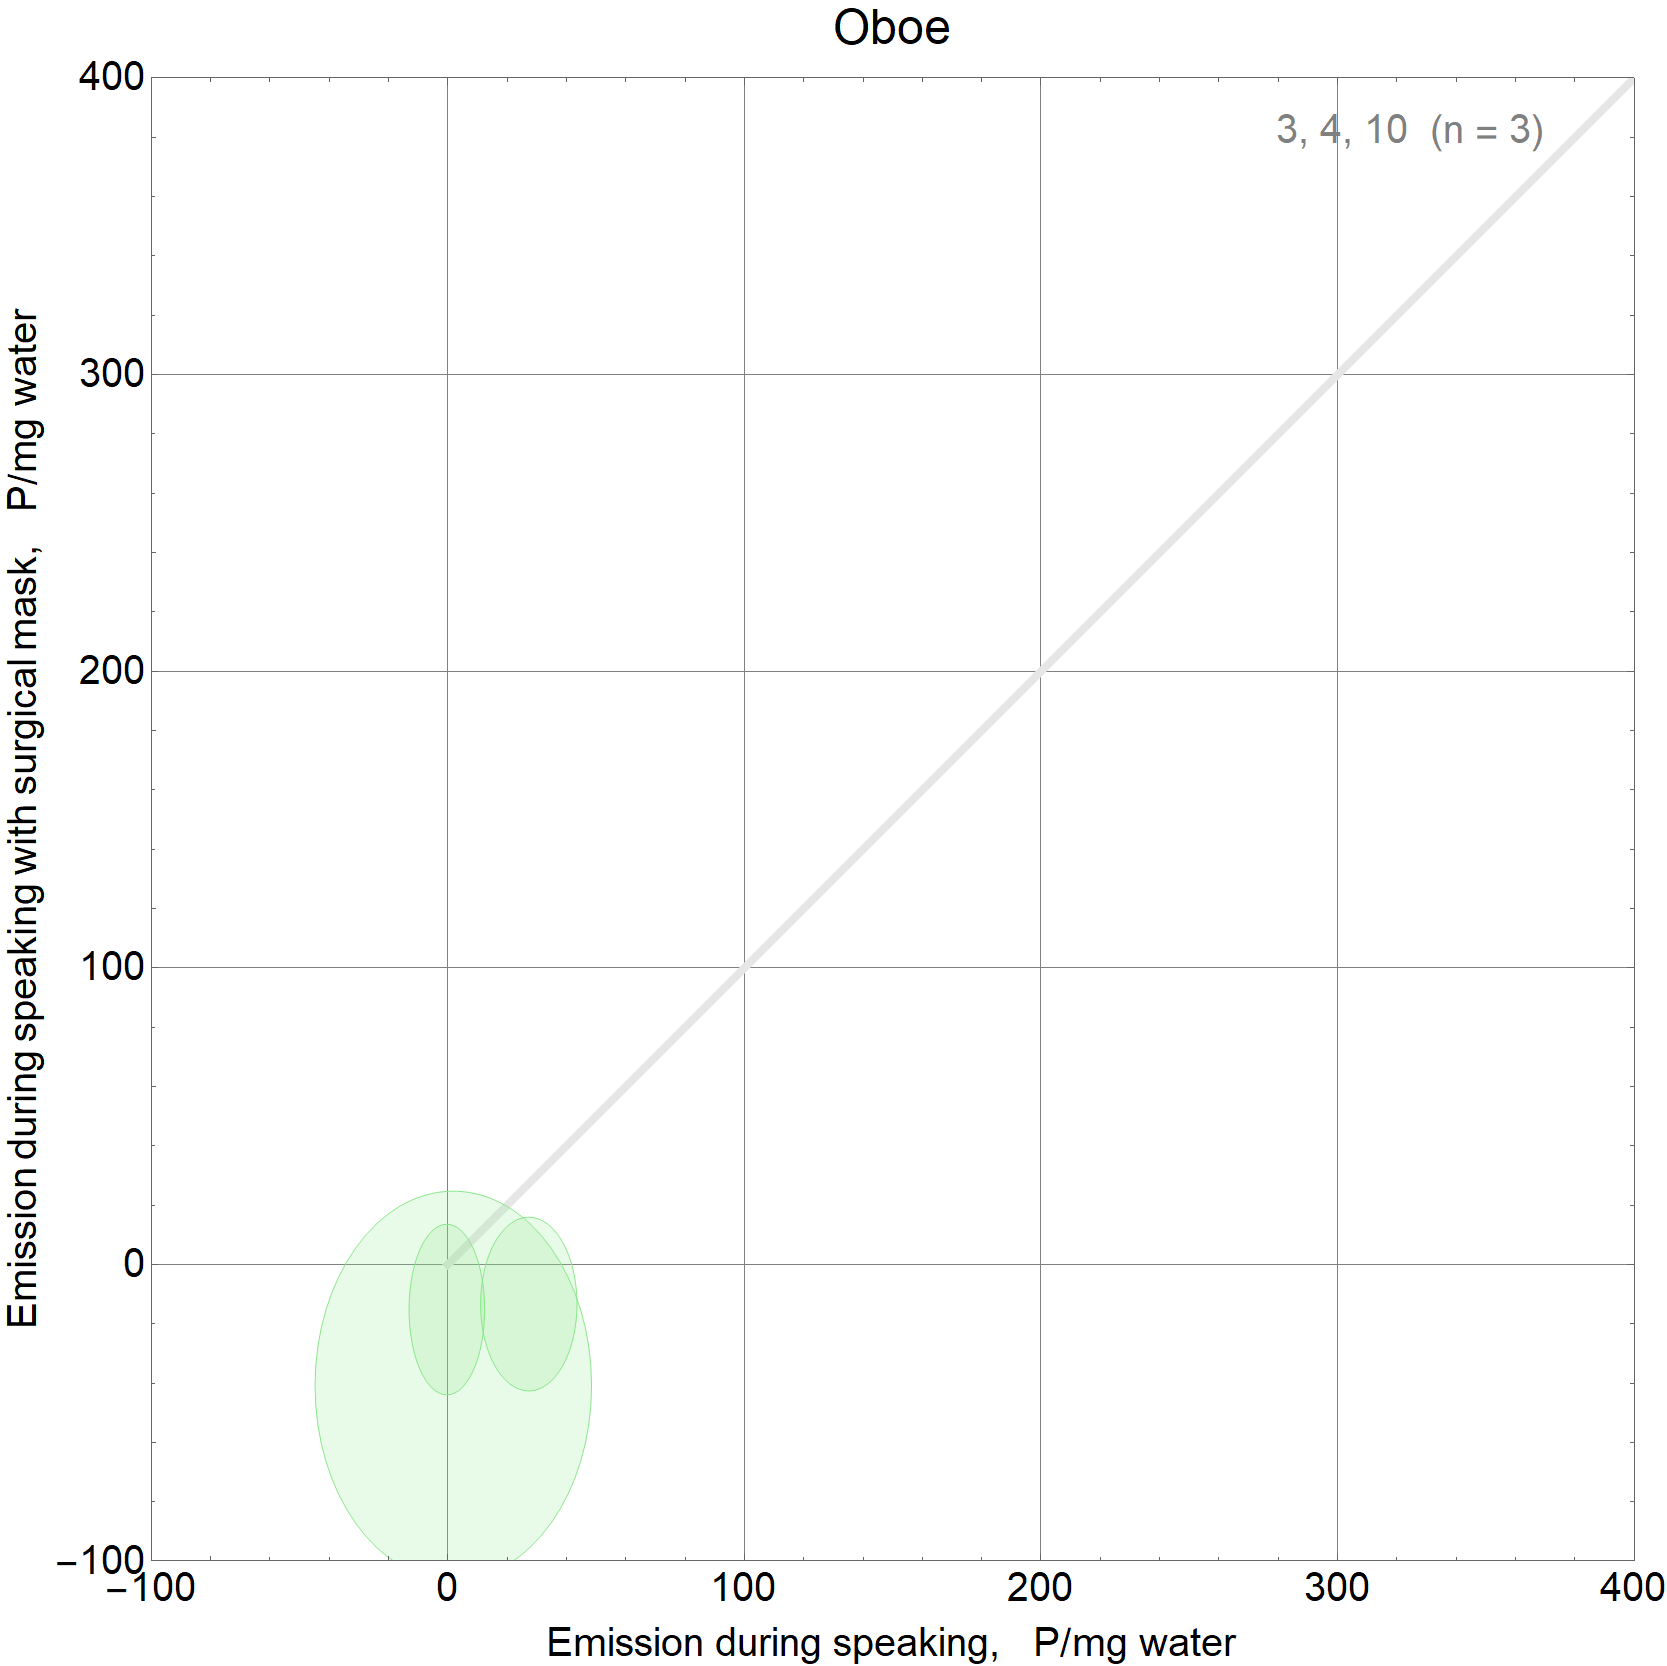 Oboe
3, 4, 10 (n = 3)
Emission during speaking with surgical mask, P/mg water
400
300
200
100
0
−100
−100 0 100 200 300 400
Emission during speaking, P/mg water